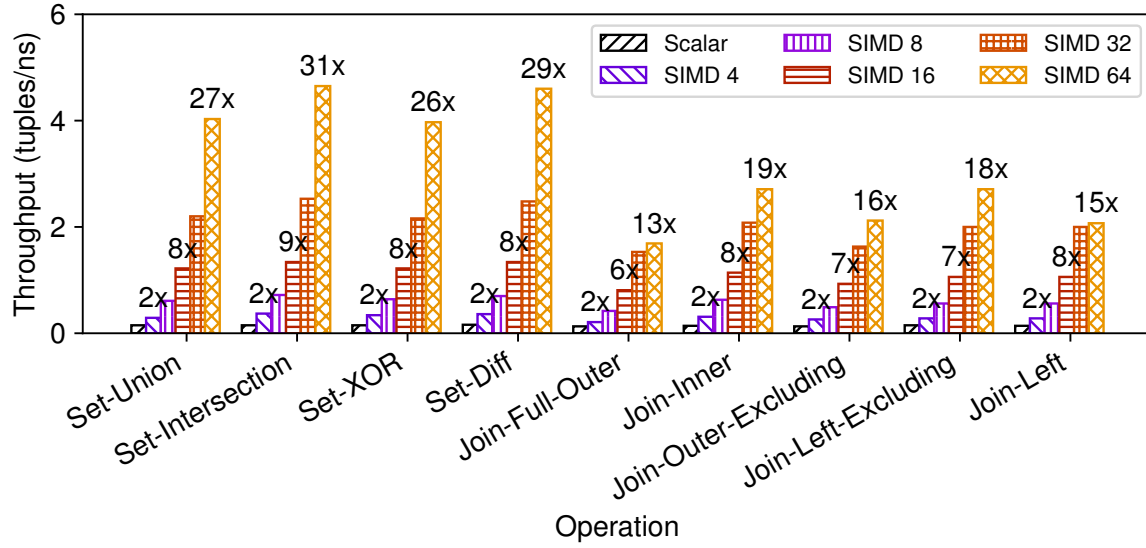 6
4
2
0
Throughput (tuples/ns)
Scalar
SIMD 4
SIMD 8
SIMD 16
SIMD 32
SIMD 64
2x 8x 27x
2x 9x 31x
2x 8x 26x
2x 8x 29x
2x 6x 13x
2x 8x 19x
2x 7x 16x
2x 7x 18x
2x 8x 15x
Set-Union
Set-Intersection
Set-XOR
Set-Diff
Join-Full-Outer
Join-Inner
Join-Outer-Excluding
Join-Left-Excluding
Join-Left
Operation